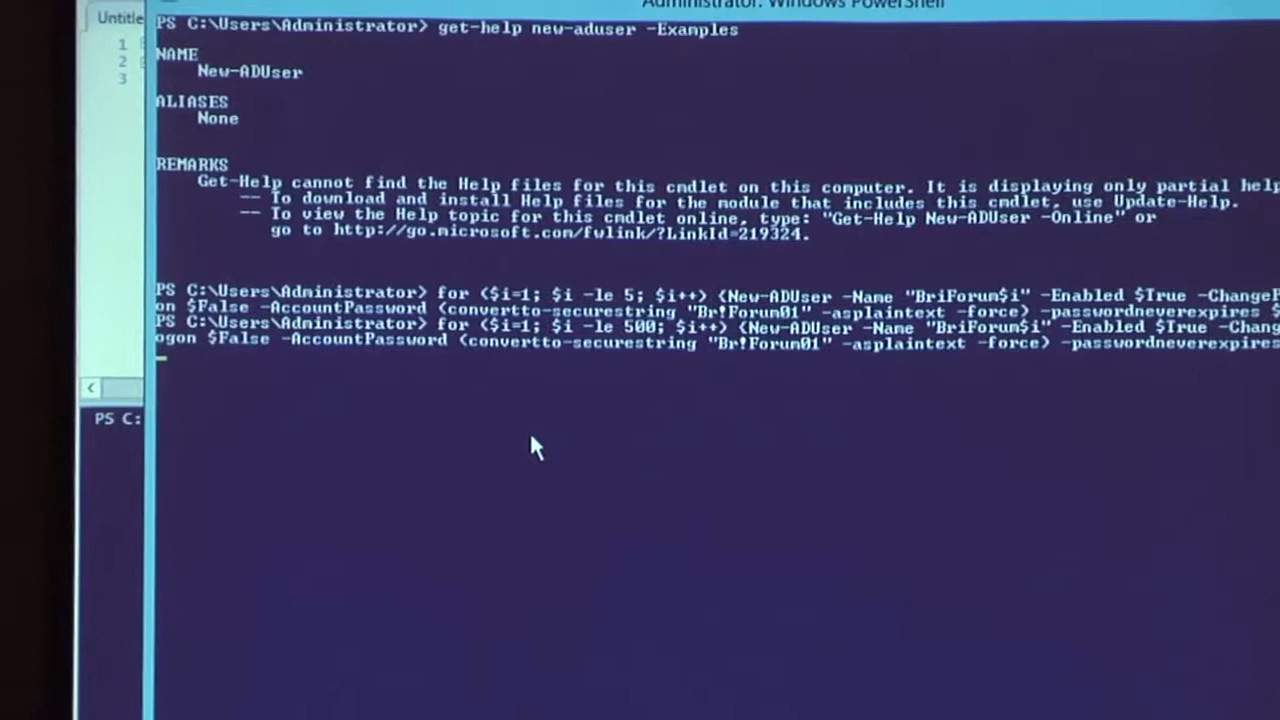 Administrator: Windows PowerShell
Untitle
1
2
3
PS C:\Users\Administrator> get-help new-aduser -Examples
NAME
New-ADUser
ALIASES
None
REMARKS
Get-Help cannot find the Help files for this cmdlet on this computer. It is displaying only partial help
-- To download and install Help files for the module that includes this cmdlet, use Update-Help.
-- To view the Help topic for this cmdlet online, type: "Get-Help New-ADUser -Online" or
go to http://go.microsoft.com/fwlink/?LinkId=219324.
PS C:\Users\Administrator> for ($i=1; $i -le 5; $i++) {New-ADUser -Name "BriForum$i" -Enabled $True -ChangeP
on $False -AccountPassword (convertto-securestring "Br!Forum01" -asplaintext -force) -passwordneverexpires $
PS C:\Users\Administrator> for ($i=1; $i -le 500; $i++) {New-ADUser -Name "BriForum$i" -Enabled $True -Chang
ogon $False -AccountPassword (convertto-securestring "Br!Forum01" -asplaintext -force) -passwordneverexpires
PS C: